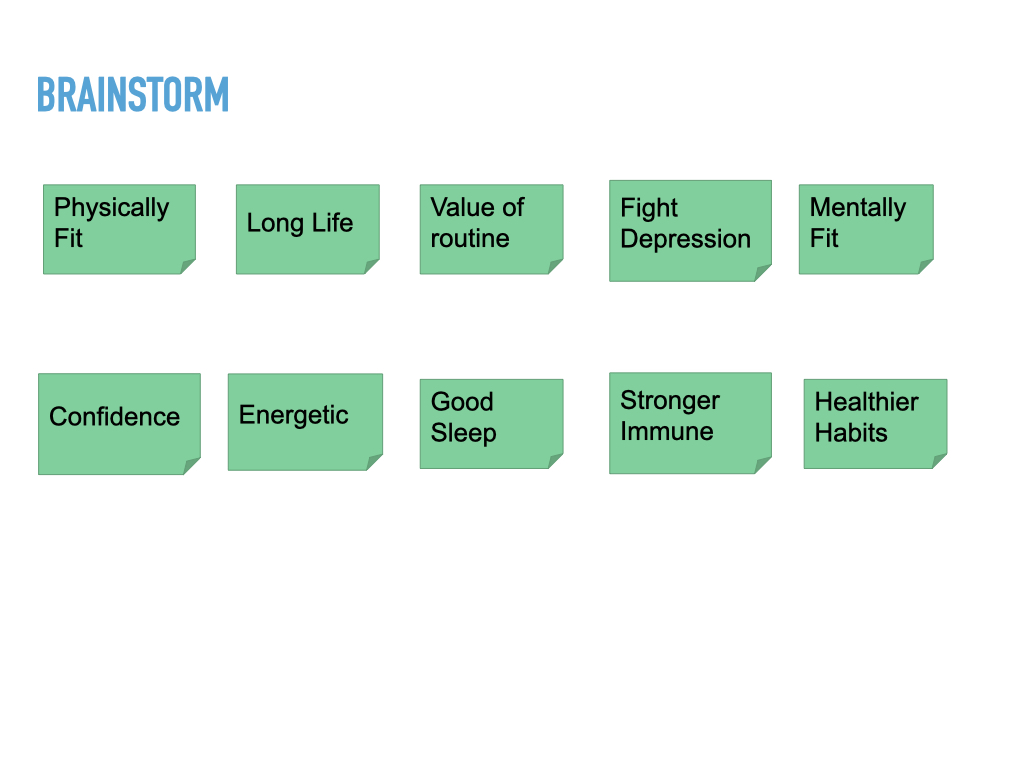 BRAINSTORM
Physically
Fit
Long Life
Value of
routine
Fight
Depression
Mentally
Fit
Confidence
Energetic
Good
Sleep
Stronger
Immune
Healthier
Habits